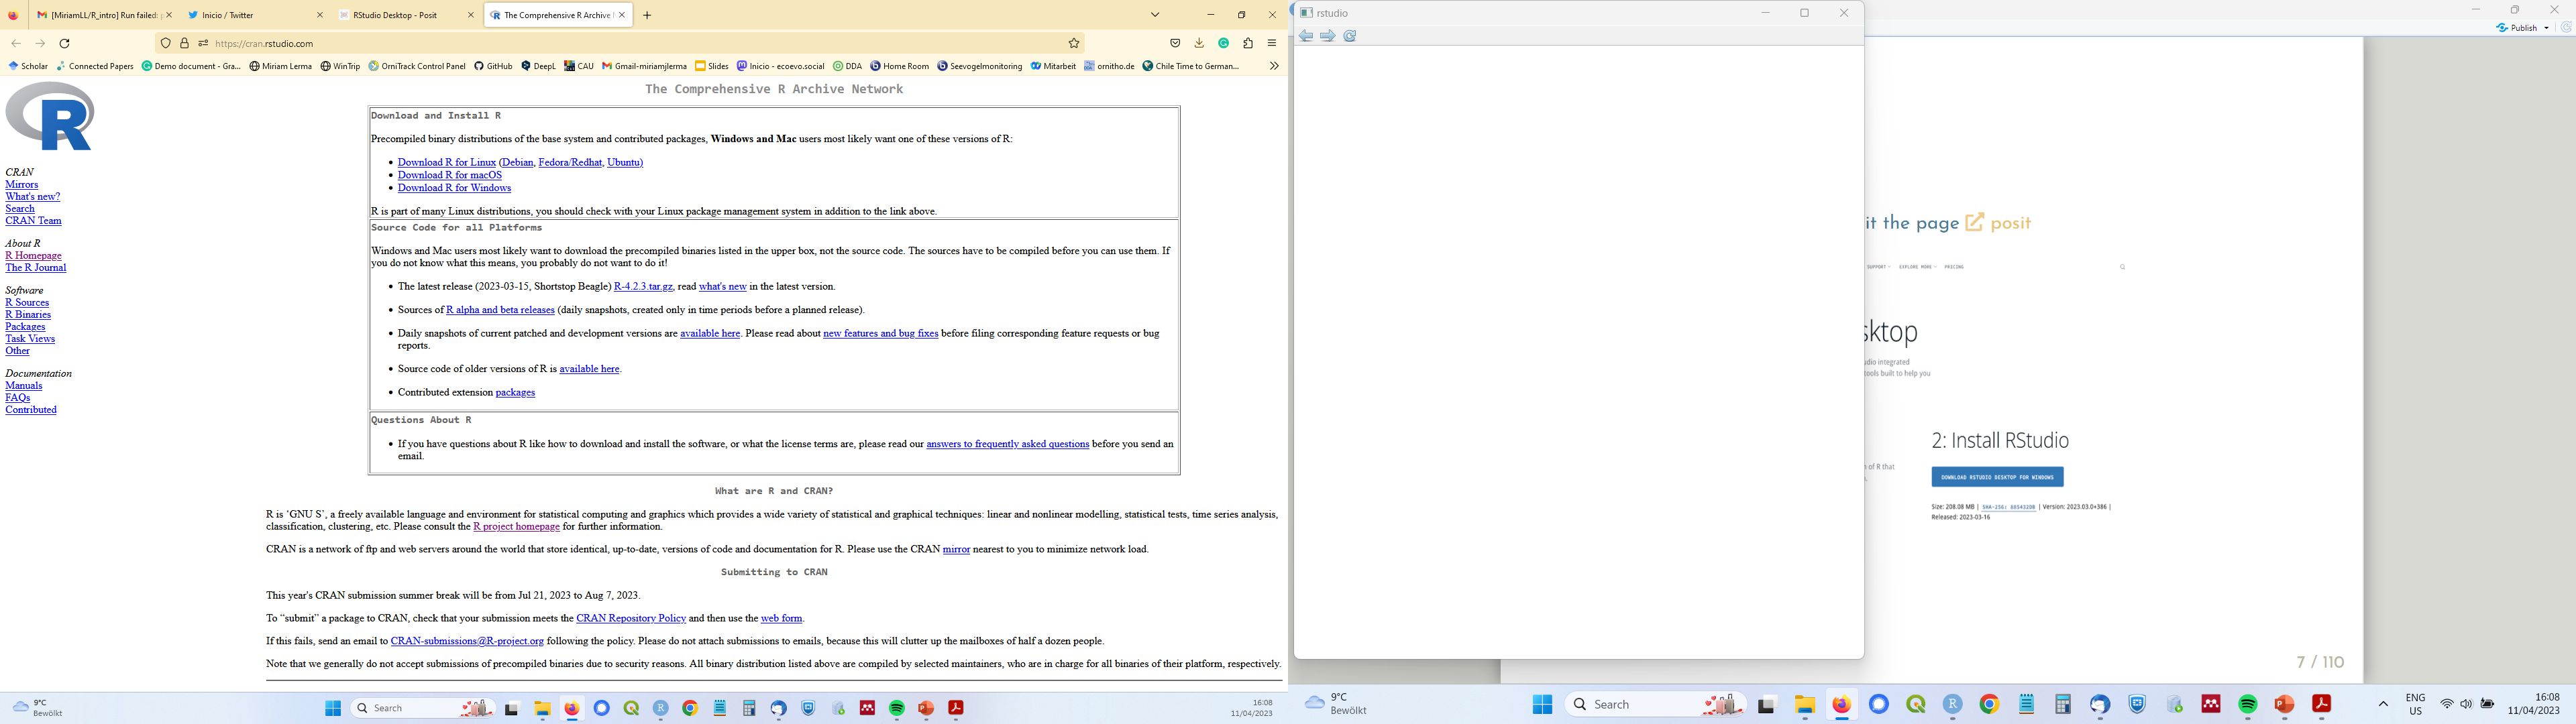 [MiriamLL/R_intro] Run failed:
Inicio / Twitter
RStudio Desktop - Posit
The Comprehensive R Archive N
https://cran.rstudio.com
Scholar Connected Papers Demo document - Gra... Miriam Lerma WinTrip OrniTrack Control Panel GitHub DeepL CAU Gmail-miriamjlerma Slides Inicio - ecoevo.social DDA Home Room Seevogelmonitoring Mitarbeit ornitho.de Chile Time to German...
R
CRAN
Mirrors
What's new?
Search
CRAN Team
About R
R Homepage
The R Journal
Software
R Sources
R Binaries
Packages
Task Views
Other
Documentation
Manuals
FAQs
Contributed
The Comprehensive R Archive Network
Download and Install R
Precompiled binary distributions of the base system and contributed packages, Windows and Mac users most likely want one of these versions of R:
• Download R for Linux (Debian, Fedora/Redhat, Ubuntu)
• Download R for macOS
• Download R for Windows
R is part of many Linux distributions, you should check with your Linux package management system in addition to the link above.
Source Code for all Platforms
Windows and Mac users most likely want to download the precompiled binaries listed in the upper box, not the source code. The sources have to be compiled before you can use them. If
you do not know what this means, you probably do not want to do it!
• The latest release (2023-03-15, Shortstop Beagle) R-4.2.3.tar.gz, read what's new in the latest version.
• Sources of R alpha and beta releases (daily snapshots, created only in time periods before a planned release).
• Daily snapshots of current patched and development versions are available here. Please read about new features and bug fixes before filing corresponding feature requests or bug
reports.
• Source code of older versions of R is available here.
• Contributed extension packages
Questions About R
• If you have questions about R like how to download and install the software, or what the license terms are, please read our answers to frequently asked questions before you send an
email.
What are R and CRAN?
R is ‘GNU S’, a freely available language and environment for statistical computing and graphics which provides a wide variety of statistical and graphical techniques: linear and nonlinear modelling, statistical tests, time series analysis,
classification, clustering, etc. Please consult the R project homepage for further information.
CRAN is a network of ftp and web servers around the world that store identical, up-to-date, versions of code and documentation for R. Please use the CRAN mirror nearest to you to minimize network load.
Submitting to CRAN
This year's CRAN submission summer break will be from Jul 21, 2023 to Aug 7, 2023.
To “submit” a package to CRAN, check that your submission meets the CRAN Repository Policy and then use the web form.
If this fails, send an email to CRAN-submissions@R-project.org following the policy. Please do not attach submissions to emails, because this will clutter up the mailboxes of half a dozen people.
Note that we generally do not accept submissions of precompiled binaries due to security reasons. All binary distribution listed above are compiled by selected maintainers, who are in charge for all binaries of their platform, respectively.
9°C
Bewölkt
Search
16:08
11/04/2023
rstudio
Publish
it the page posit
SUPPORT EXPLORE MORE PRICING
sktop
udio integrated
tools built to help you
n of R that
2: Install RStudio
DOWNLOAD RSTUDIO DESKTOP FOR WINDOWS
Size: 208.08 MB | SHA-256: 885432DB | Version: 2023.03.0+386 |
Released: 2023-03-16
7 / 110
9°C
Bewölkt
Search
ENG
US
16:08
11/04/2023